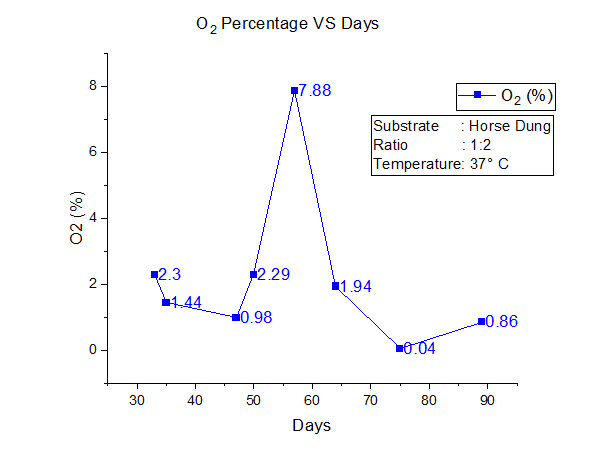 O2 Percentage VS Days
8
6
4
2
0
O2 (%)
30 40 50 60 70 80 90
Days
O2 (%)
Substrate : Horse Dung
Ratio : 1:2
Temperature: 37° C
2.3
1.44
0.98
2.29
7.88
1.94
0.04
0.86